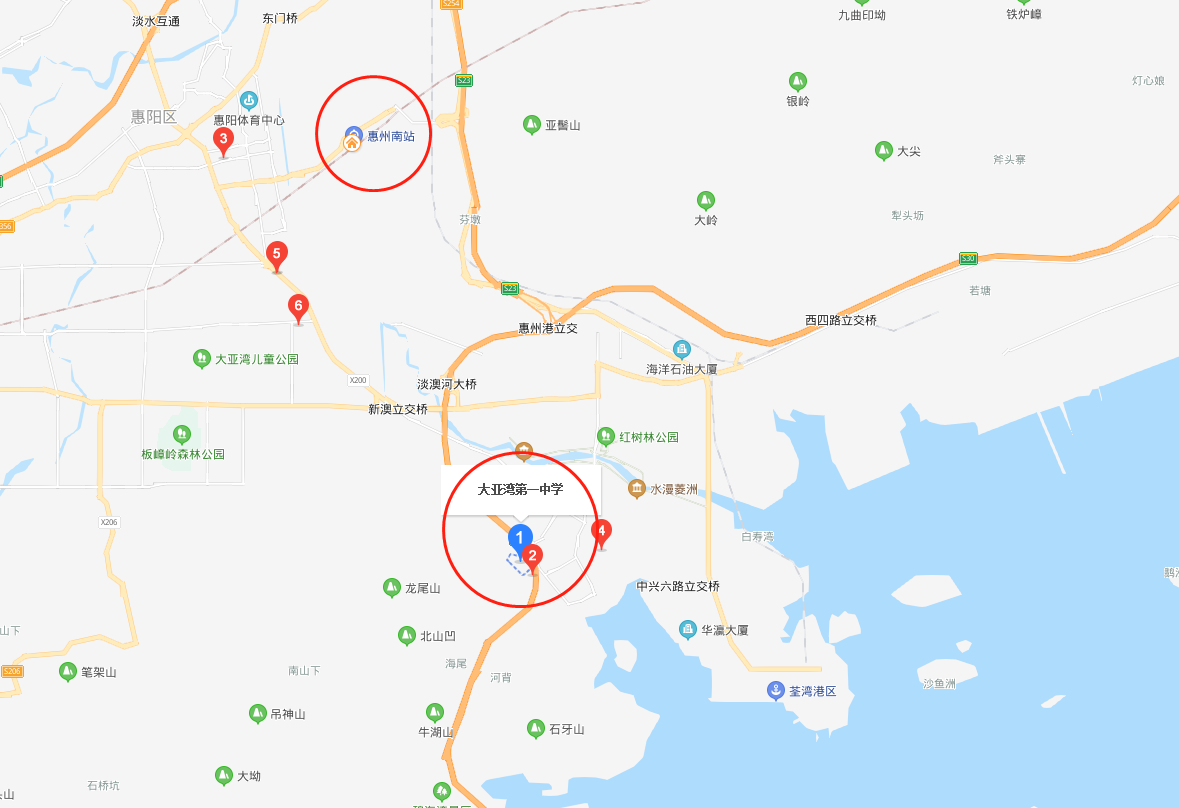 S254
九曲印坳
铁炉嶂
淡水互通
东门桥
S23
银岭
灯心娘
惠阳区
惠阳体育中心
3
惠州南站
亚髻山
大尖
斧头寨
356
芬墩
大岭
犁头坜
5
S30
S23
若塘
6
惠州港立交
西四路立交桥
大亚湾儿童公园
海洋石油大厦
X200
淡澳河大桥
新澳立交桥
红树林公园
板嶂岭森林公园
大亚湾第一中学
水漫菱洲
X206
1
4
2
白寿湾
龙尾山
中兴六路立交桥
山下
北山凹
华瀛大厦
S206
笔架山
南山下
海尾
河背
沙鱼洲
荃湾港区
吊神山
牛湖山
石牙山
大坳
石桥坑
山